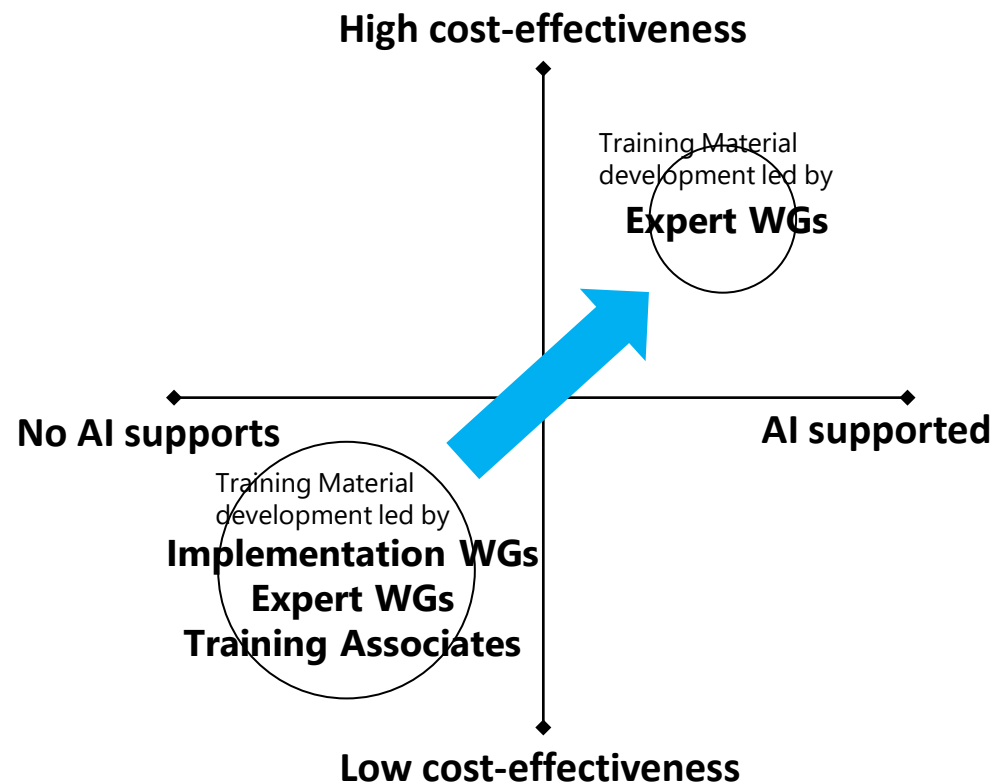 High cost-effectiveness
Training Material
development led by
Expert WGs
No AI supports
AI supported
Training Material
development led by
Implementation WGs
Expert WGs
Training Associates
Low cost-effectiveness